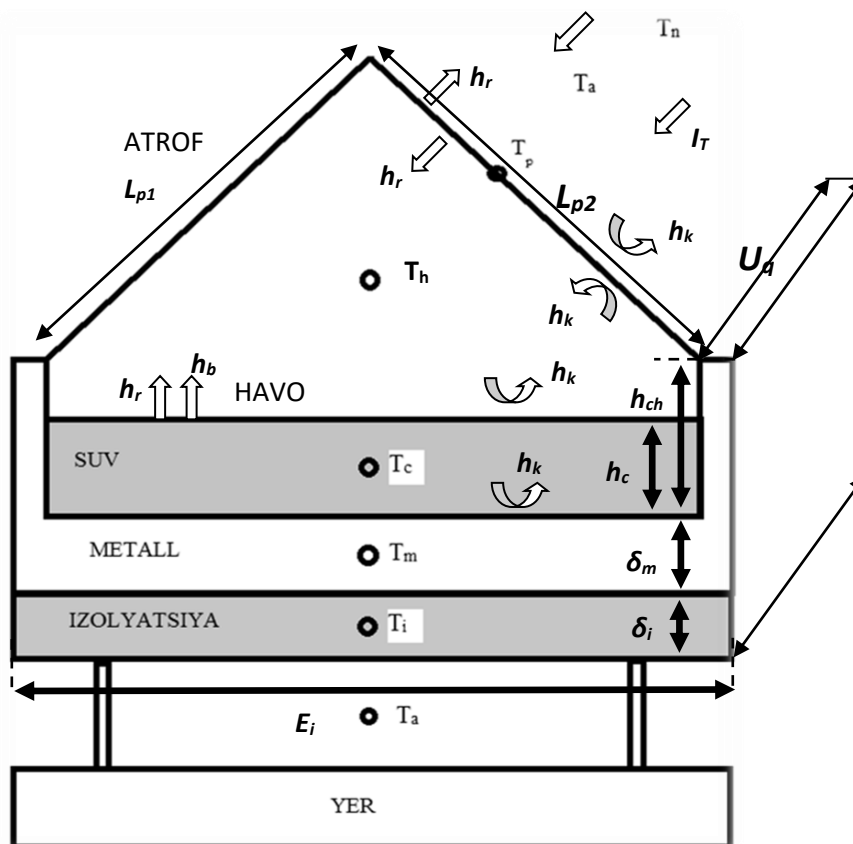 Tn
hr
Ta
ATROF
IT
Tp
Lp1
hr
Lp2
hk
Uq
Th
hk
hb
hr
HAVO
hk
hch
SUV
Tc
hk
hc
METALL
Tm
δm
IZOLYATSIYA
Ti
δi
Ei
Ta
YER